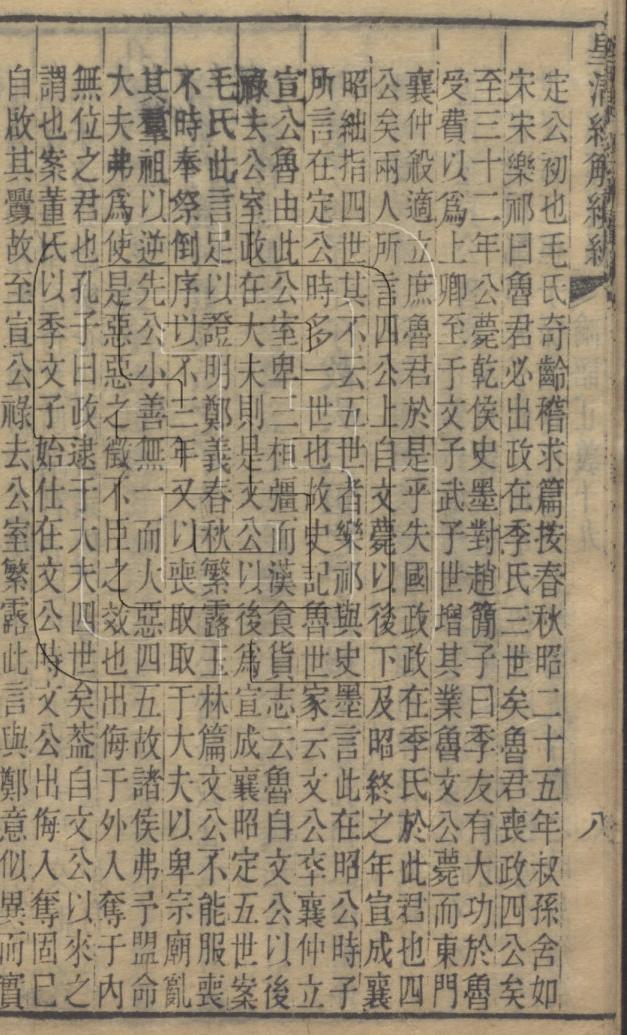 皇清經解續編
八
定公初也毛氏奇齡稽求篇按春秋昭二十五年叔孫舍如
宋宋樂祁曰魯君必出政在季氏三世矣魯君喪政四公矣
至三十二年公薨乾侯史墨對趙簡子曰季友有大功於魯
受費以爲上卿至于文子武子世增其業魯文公薨而東門
襄仲殺適立庶魯君於是乎失國政政在季氏於此君也四
公矣兩人所言四公上自文薨以後下及昭終之年宣成襄
昭絀指四世其不云五世者樂祁與史墨言此在昭公時子
所言在定公時多一世也故史記魯世家云文公卒襄仲立
宣公魯由此公室卑三桓彊而漢食貨志云魯自文公以後
祿去公室政在大夫則是文公以後爲宣成襄昭定五世案
毛氏此言足以證明鄭義春秋繁露玉林篇文公不能服喪
不時奉祭倒序以不三年又以喪取取于大夫以卑宗廟亂
其羣祖以逆先公小善無一而大惡四五故諸侯弗予盟命
大夫弗爲使是惡惡之徵不臣之效也出侮于外入奪于內
無位之君也孔子曰政逮于大夫四世矣葢自文公以來之
謂也案董氏以季文子始仕在文公時文公出侮入奪固已
自啟其釁故至宣公祿去公室繁露此言與鄭意似異而實